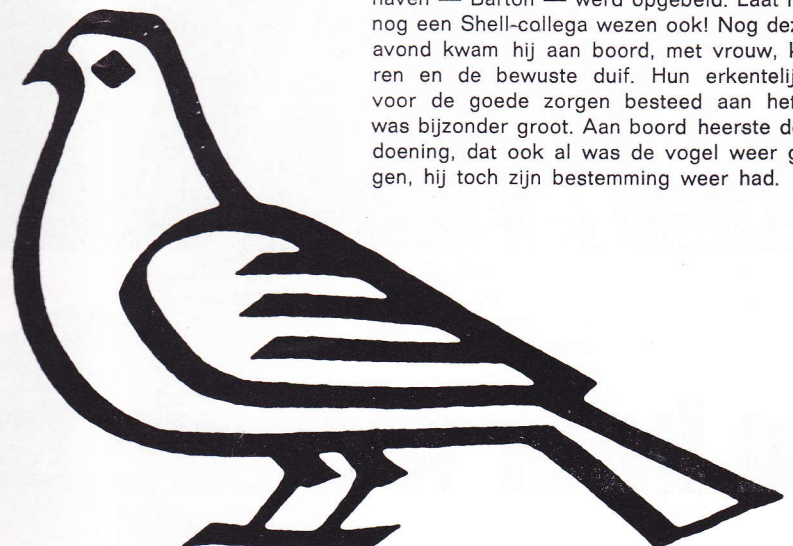 haven — Barton — werd opgebeld. Laat
nog een Shell-collega wezen ook! Nog
avond kwam hij aan boord, met vrouw,
ren en de bewuste duif. Hun
voor de goede zorgen besteed aan
was bijzonder groot. Aan boord heerste
doening, dat ook al was de vogel weer
gen, hij toch zijn bestemming weer had.